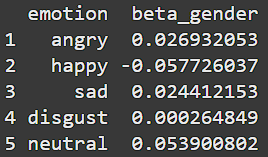 emotion beta_gender
1 angry 0.026932053
2 happy -0.057726037
3 sad 0.024412153
4 disgust 0.000264849
5 neutral 0.053900802